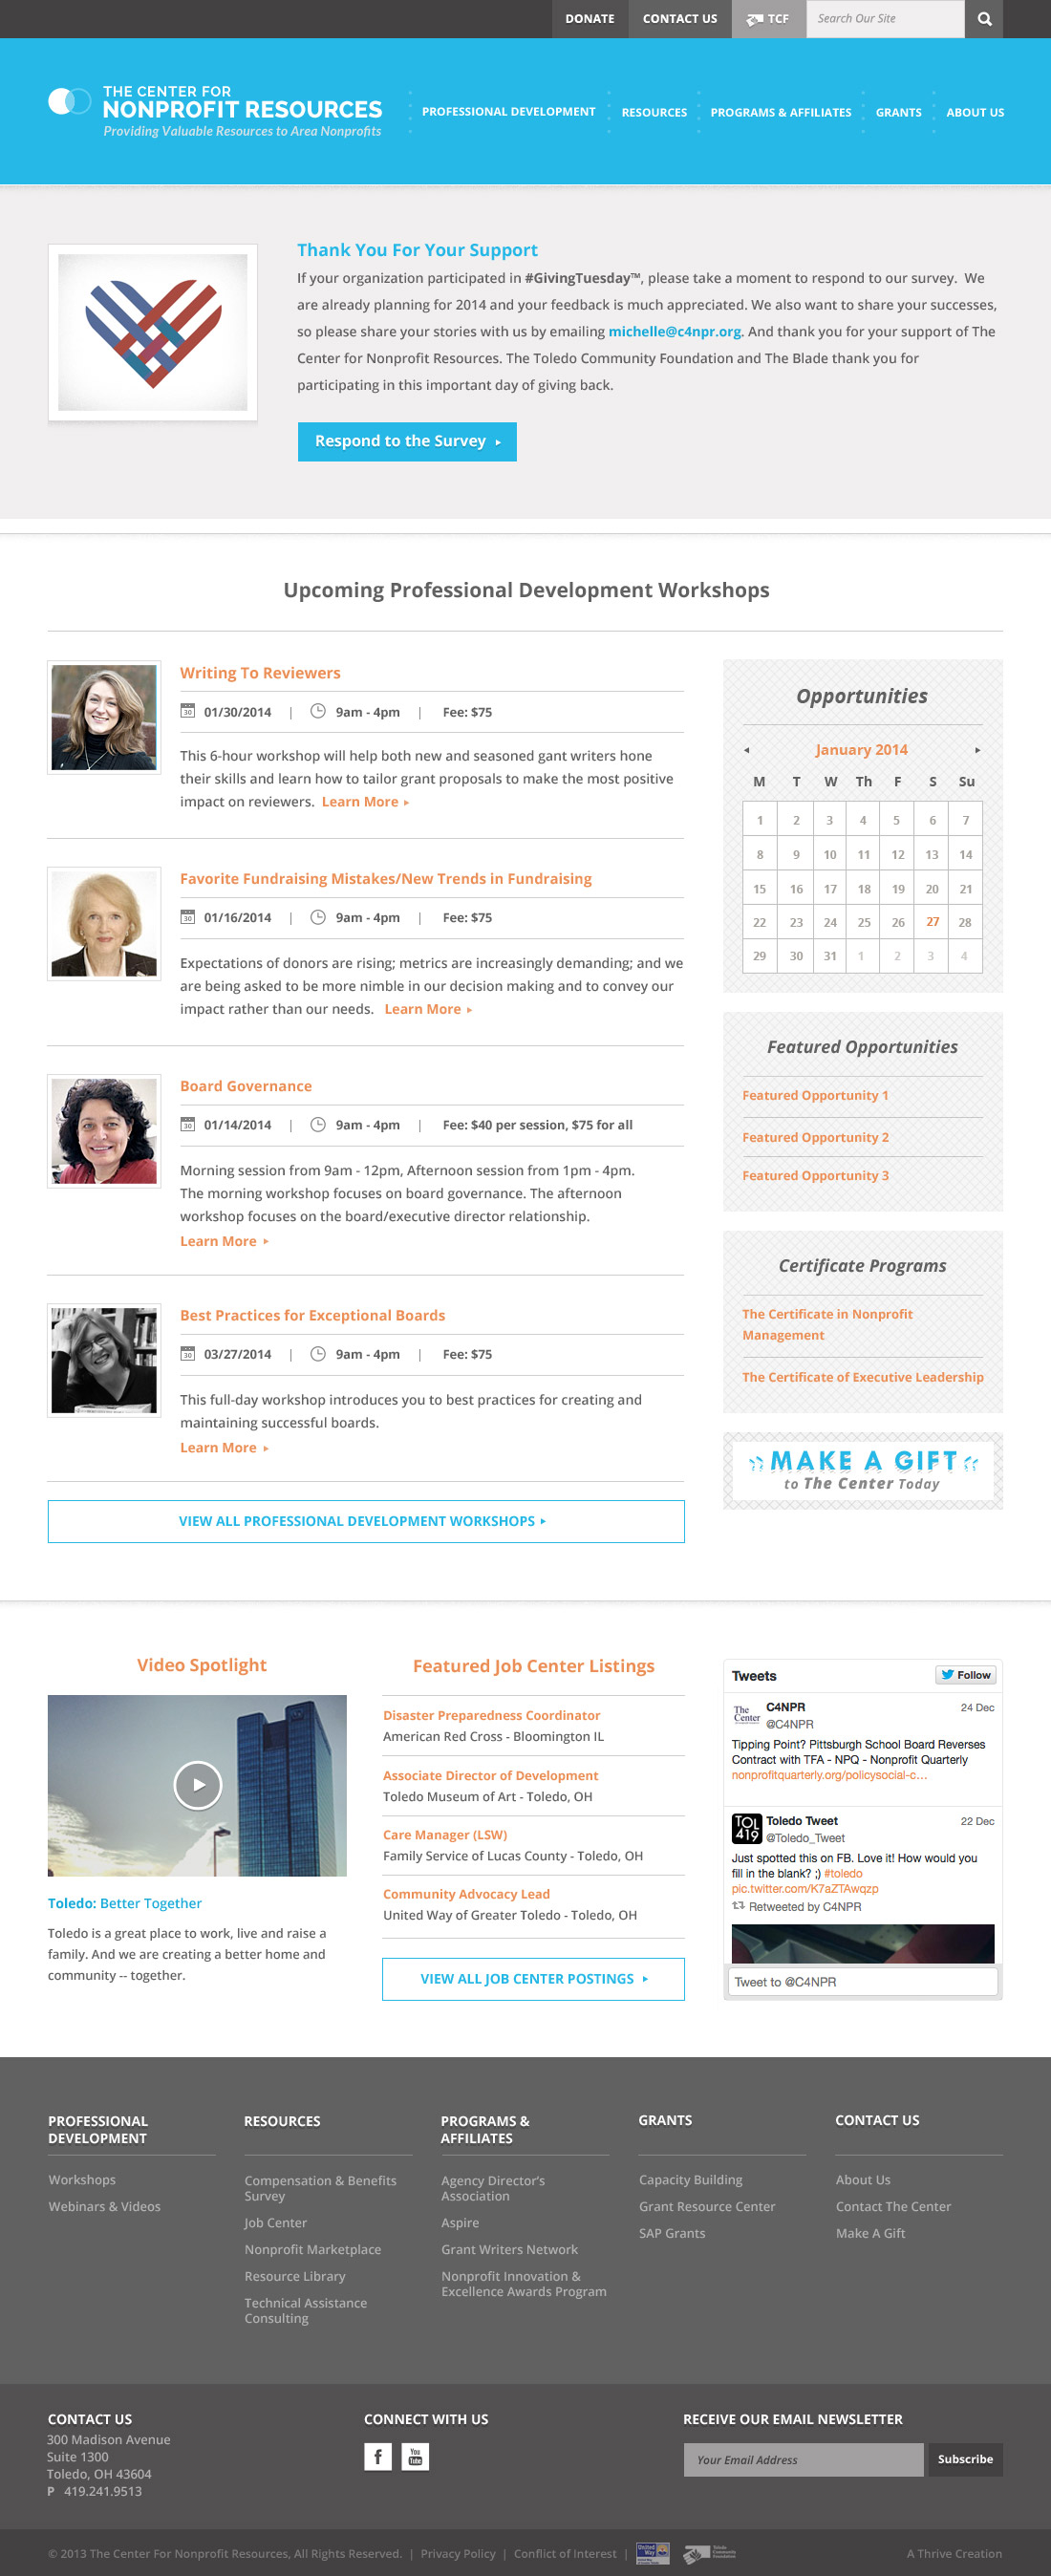 DONATE
CONTACT US
TCF
Search Our Site
THE CENTER FOR
NONPROFIT RESOURCES
Providing Valuable Resources to Area Nonprofits
PROFESSIONAL DEVELOPMENT
RESOURCES
PROGRAMS & AFFILIATES
GRANTS
ABOUT US
Thank You For Your Support
If your organization participated in #GivingTuesday™, please take a moment to respond to our survey. We
are already planning for 2014 and your feedback is much appreciated. We also want to share your successes,
so please share your stories with us by emailing michelle@c4npr.org. And thank you for your support of The
Center for Nonprofit Resources. The Toledo Community Foundation and The Blade thank you for
participating in this important day of giving back.
Respond to the Survey
Upcoming Professional Development Workshops
Writing To Reviewers
30 01/30/2014 | 9am - 4pm | Fee: $75
This 6-hour workshop will help both new and seasoned gant writers hone
their skills and learn how to tailor grant proposals to make the most positive
impact on reviewers. Learn More
Favorite Fundraising Mistakes/New Trends in Fundraising
30 01/16/2014 | 9am - 4pm | Fee: $75
Expectations of donors are rising; metrics are increasingly demanding; and we
are being asked to be more nimble in our decision making and to convey our
impact rather than our needs. Learn More
Board Governance
30 01/14/2014 | 9am - 4pm | Fee: $40 per session, $75 for all
Morning session from 9am - 12pm, Afternoon session from 1pm - 4pm.
The morning workshop focuses on board governance. The afternoon
workshop focuses on the board/executive director relationship.
Learn More
Best Practices for Exceptional Boards
30 03/27/2014 | 9am - 4pm | Fee: $75
This full-day workshop introduces you to best practices for creating and
maintaining successful boards.
Learn More
VIEW ALL PROFESSIONAL DEVELOPMENT WORKSHOPS
Opportunities
January 2014
M T W Th F S Su
1 2 3 4 5 6 7
8 9 10 11 12 13 14
15 16 17 18 19 20 21
22 23 24 25 26 27 28
29 30 31 1 2 3 4
Featured Opportunities
Featured Opportunity 1
Featured Opportunity 2
Featured Opportunity 3
Certificate Programs
The Certificate in Nonprofit
Management
The Certificate of Executive Leadership
MAKE A GIFT
to The Center Today
Video Spotlight
Toledo: Better Together
Toledo is a great place to work, live and raise a
family. And we are creating a better home and
community -- together.
Featured Job Center Listings
Disaster Preparedness Coordinator
American Red Cross - Bloomington IL
Associate Director of Development
Toledo Museum of Art - Toledo, OH
Care Manager (LSW)
Family Service of Lucas County - Toledo, OH
Community Advocacy Lead
United Way of Greater Toledo - Toledo, OH
VIEW ALL JOB CENTER POSTINGS
Tweets
Follow
The
Center
C4NPR
24 Dec
@C4NPR
Tipping Point? Pittsburgh School Board Reverses
Contract with TFA - NPQ - Nonprofit Quarterly
nonprofitquarterly.org/policysocial-c...
TOL
419
Toledo Tweet
22 Dec
@Toledo_Tweet
Just spotted this on FB. Love it! How would you
fill in the blank? ;) #toledo
pic.twitter.com/K7aZTAwqzp
Retweeted by C4NPR
Tweet to @C4NPR
PROFESSIONAL
DEVELOPMENT
Workshops
Webinars & Videos
RESOURCES
Compensation & Benefits
Survey
Job Center
Nonprofit Marketplace
Resource Library
Technical Assistance
Consulting
PROGRAMS &
AFFILIATES
Agency Director's
Association
Aspire
Grant Writers Network
Nonprofit Innovation &
Excellence Awards Program
GRANTS
Capacity Building
Grant Resource Center
SAP Grants
CONTACT US
About Us
Contact The Center
Make A Gift
CONTACT US
300 Madison Avenue
Suite 1300
Toledo, OH 43604
P 419.241.9513
CONNECT WITH US
f
You
Tube
RECEIVE OUR EMAIL NEWSLETTER
Your Email Address
Subscribe
© 2013 The Center For Nonprofit Resources, All Rights Reserved. | Privacy Policy | Conflict of Interest |
United
Way
Toledo
Community
Foundation
A Thrive Creation